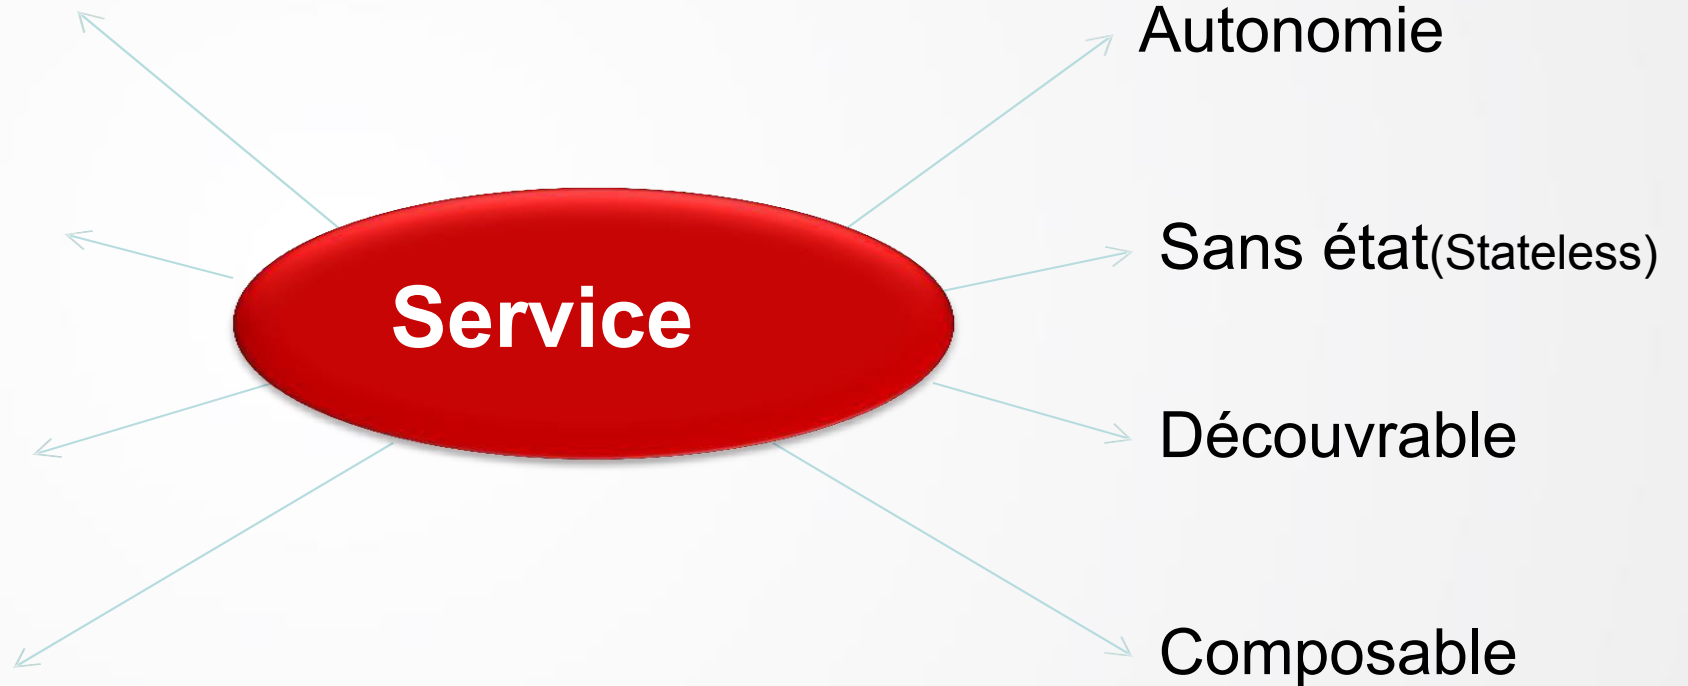 Autonomie
Sans état(Stateless)
Service
Découvrable
Composable